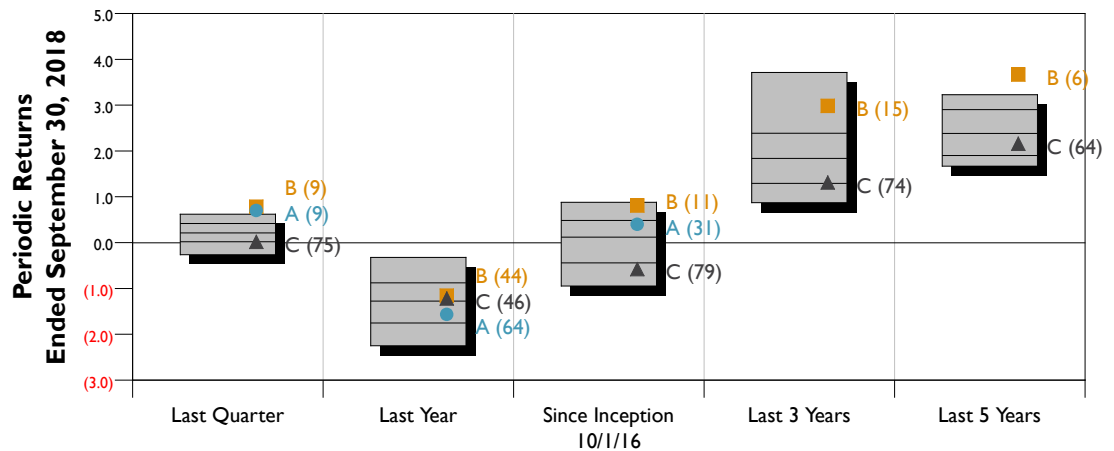 Periodic Returns
Ended September 30, 2018
5.0
4.0
3.0
2.0
1.0
0.0
(1.0)
(2.0)
(3.0)
B (9)
A (9)
C (75)
B (44)
C (46)
A (64)
B (11)
A (31)
C (79)
B (15)
C (74)
B (6)
C (64)
Last Quarter
Last Year
Since Inception
10/1/16
Last 3 Years
Last 5 Years